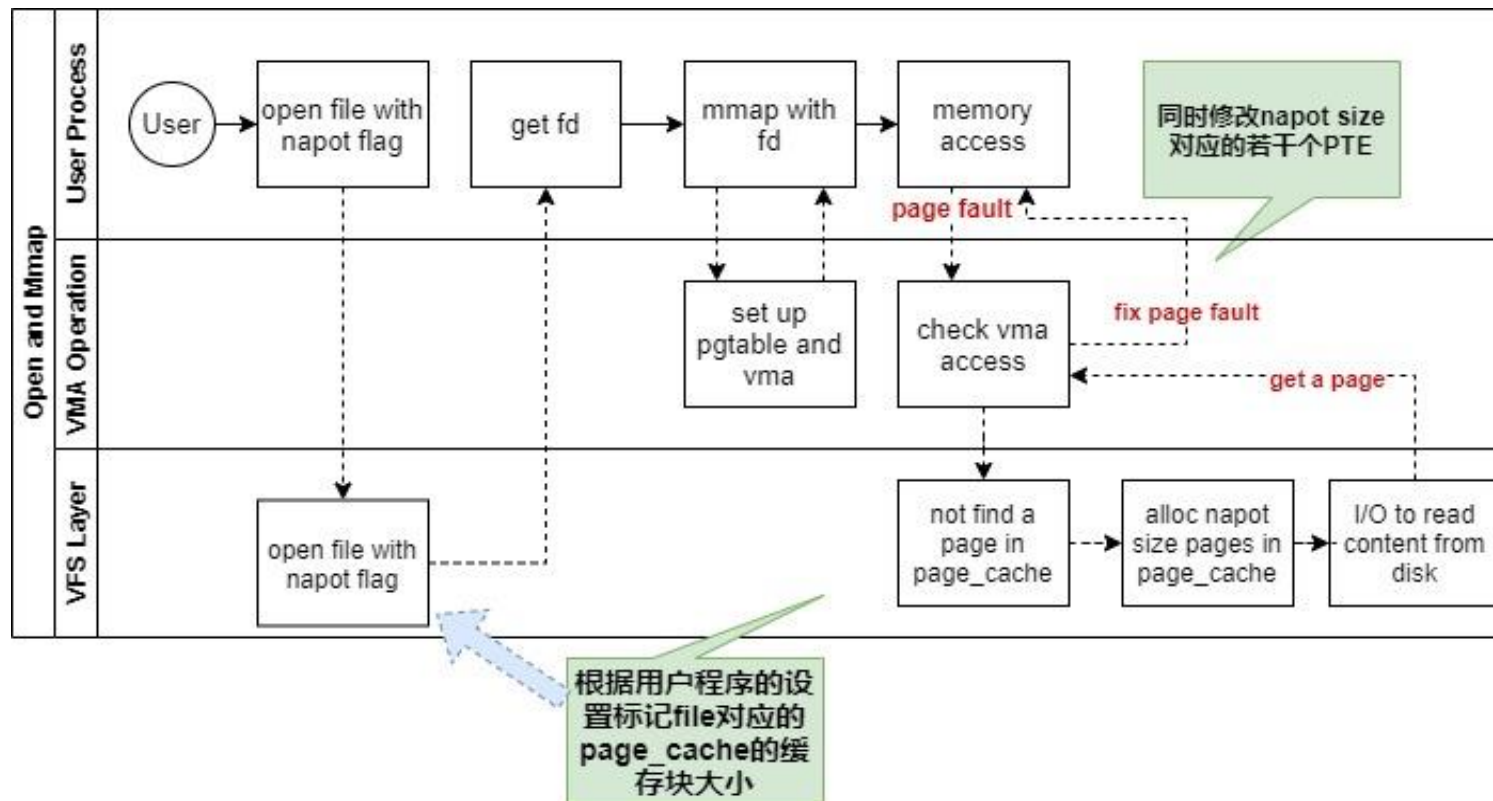 Open and Mmap
User Process
User
open file with
napot flag
get fd
mmap with
fd
memory
access
同时修改napot size
对应的若干个PTE
page fault
VMA Operation
set up
pgtable and
vma
check vma
access
fix page fault
get a page
VFS Layer
open file with
napot flag
not find a
page in
page_cache
alloc napot
size pages in
page_cache
I/O to read
content from
disk
根据用户程序的设
置标记file对应的
page_cache的缓
存块大小